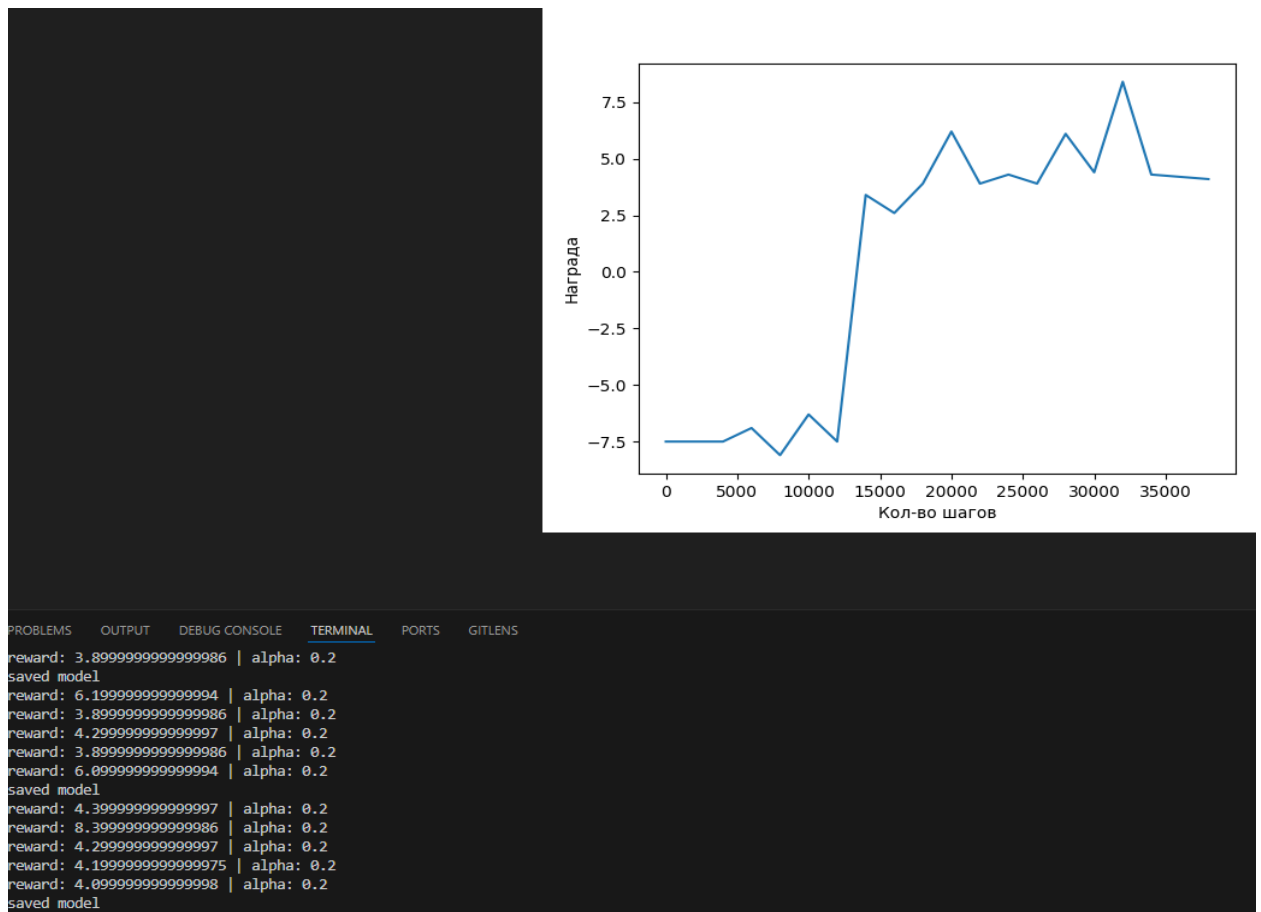 7.5
5.0
2.5
0.0
−2.5
−5.0
−7.5
Награда
0 5000 10000 15000 20000 25000 30000 35000
Кол-во шагов
PROBLEMS OUTPUT DEBUG CONSOLE TERMINAL PORTS GITLENS
reward: 3.8999999999999986 | alpha: 0.2
saved model
reward: 6.199999999999994 | alpha: 0.2
reward: 3.8999999999999986 | alpha: 0.2
reward: 4.299999999999997 | alpha: 0.2
reward: 3.8999999999999986 | alpha: 0.2
reward: 6.099999999999994 | alpha: 0.2
saved model
reward: 4.399999999999997 | alpha: 0.2
reward: 8.399999999999986 | alpha: 0.2
reward: 4.299999999999997 | alpha: 0.2
reward: 4.1999999999999975 | alpha: 0.2
reward: 4.099999999999998 | alpha: 0.2
saved model